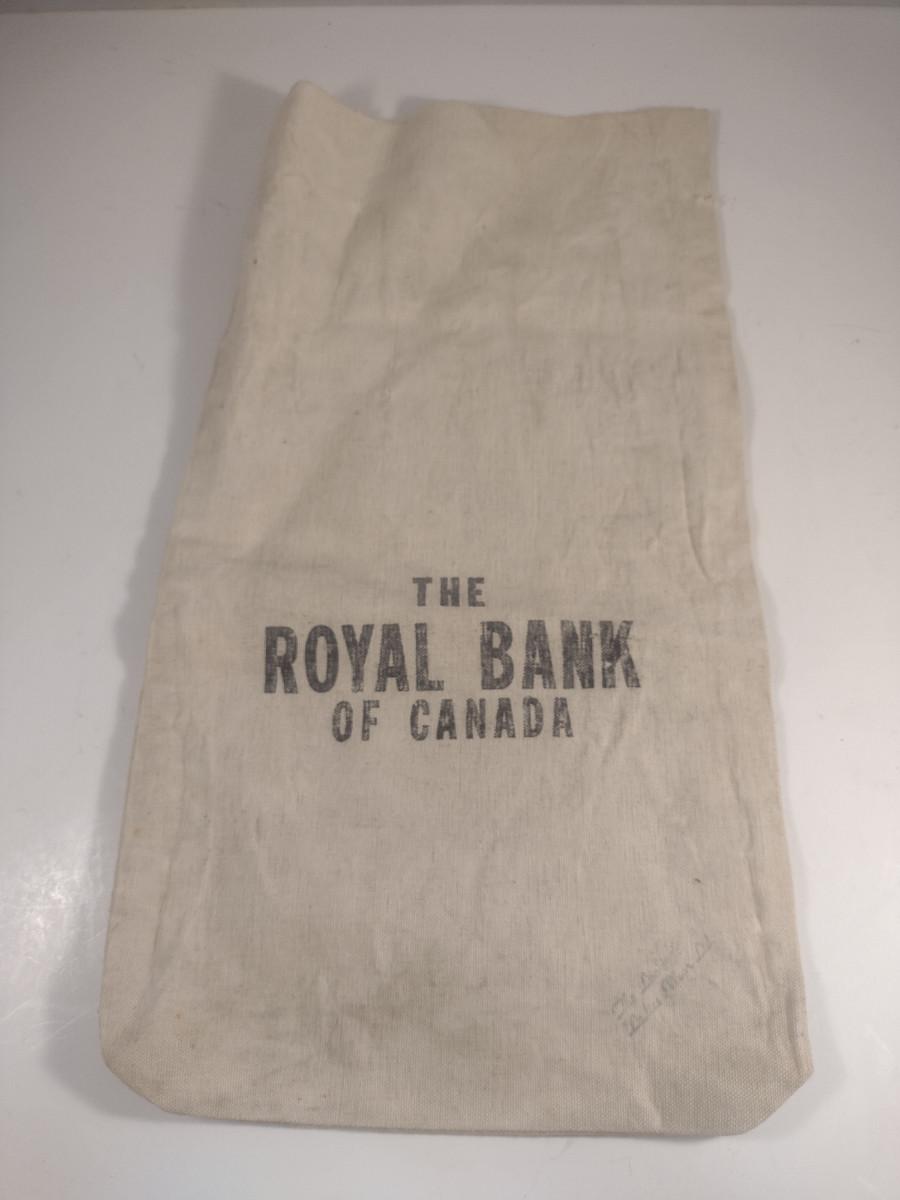 THE
ROYAL BANK
OF CANADA